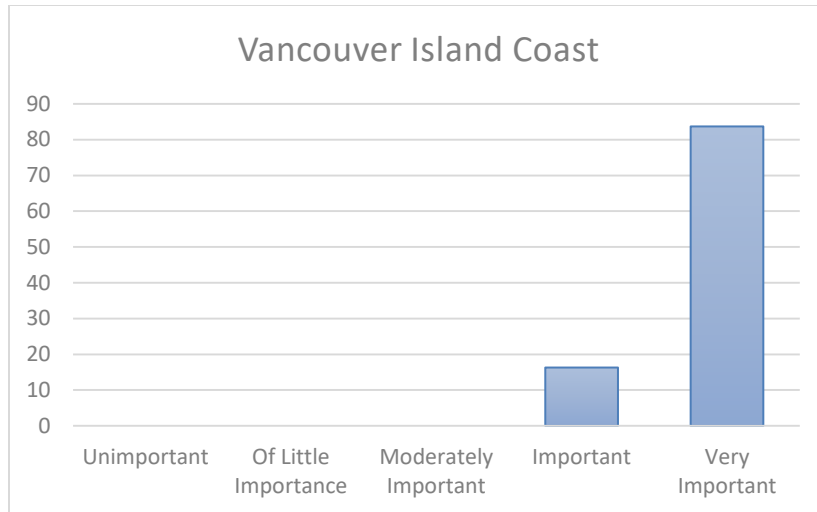 Vancouver Island Coast
90
80
70
60
50
40
30
20
10
0
Unimportant
Of Little
Importance
Moderately
Important
Important
Very
Important